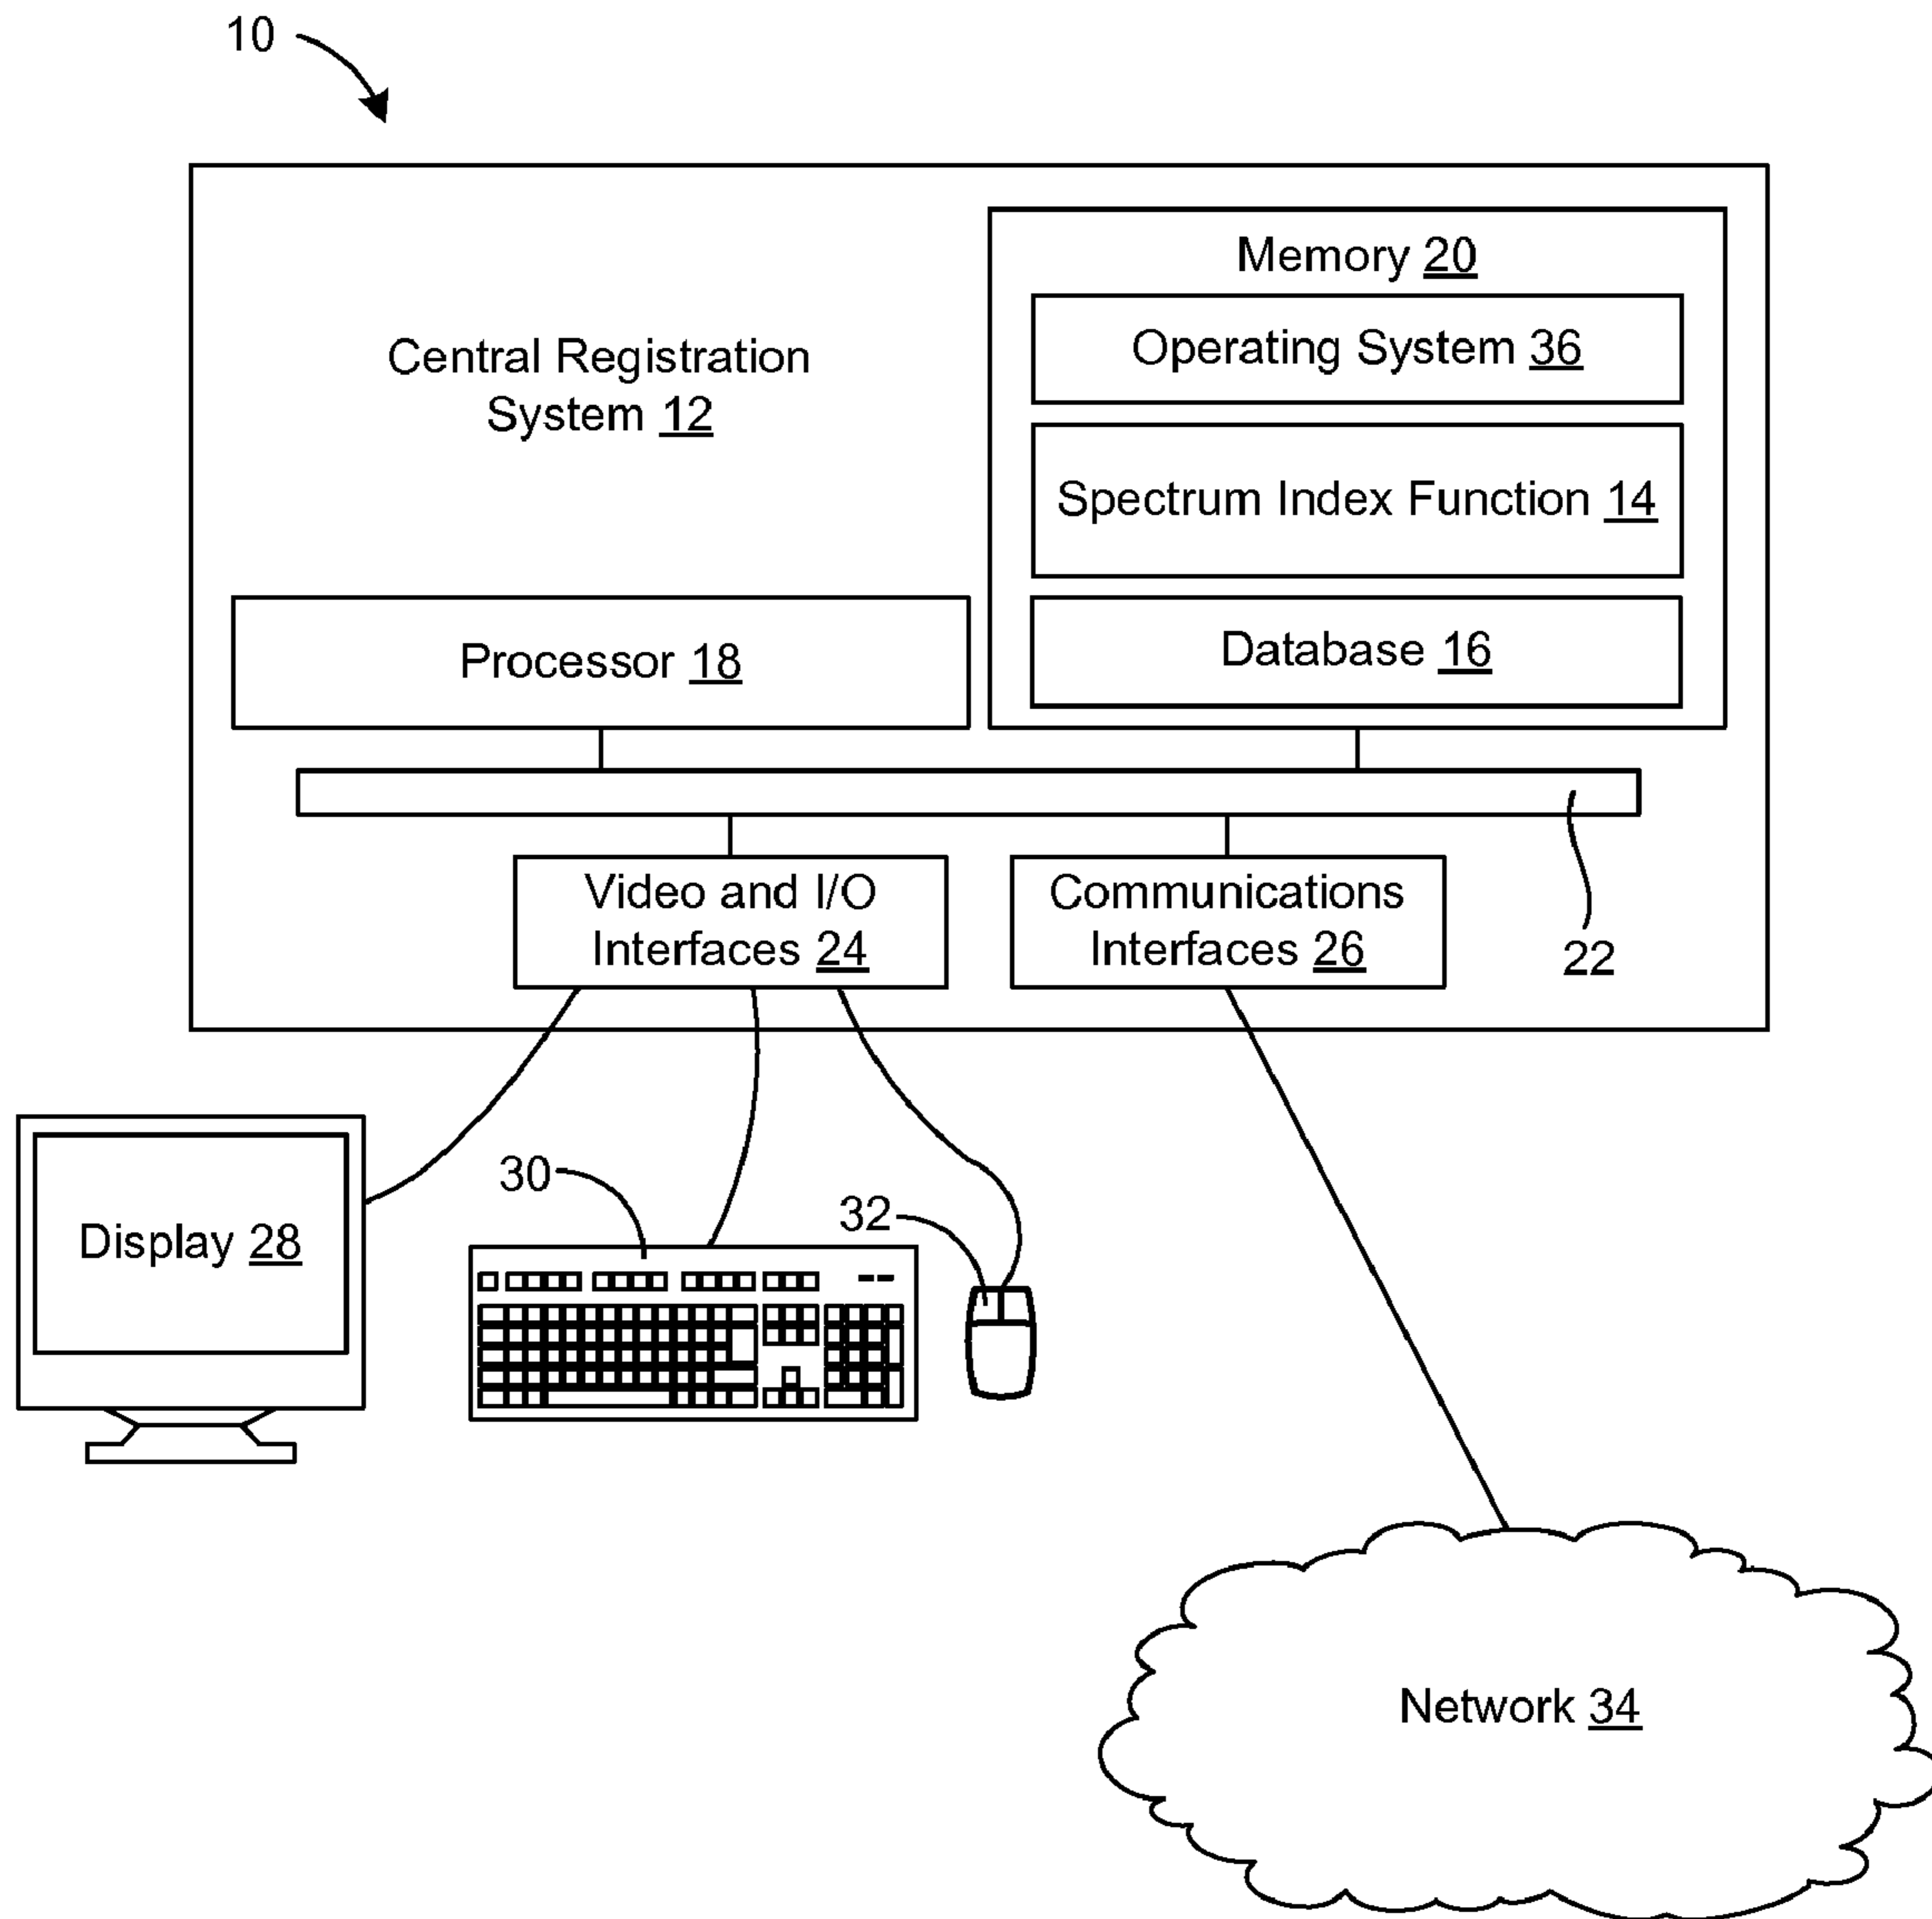 10
Memory 20
Operating System 36
Central Registration
System 12
Spectrum Index Function 14
Processor 18
Database 16
Video and I/O
Interfaces 24
Communications
Interfaces 26
22
30
32
Display 28
Network 34